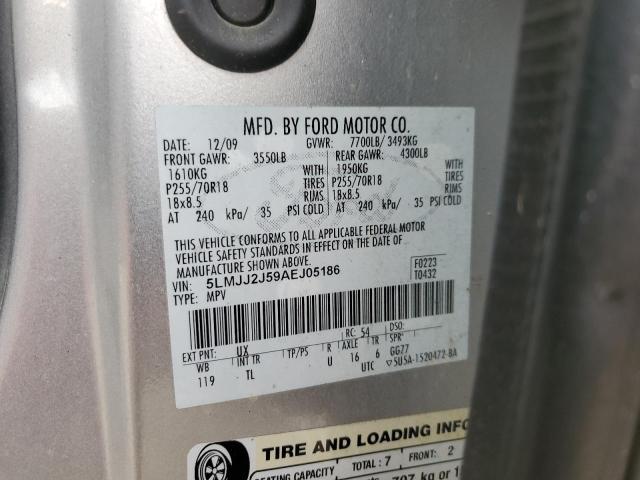 MFD. BY FORD MOTOR CO.
DATE: 12/09 GVWR: 7700LB/ 3493KG
FRONT GAWR: 3550LB REAR GAWR: 4300LB
1610KG WITH 1950KG WITH
P255/70R18 TIRES P255/70R18 TIRES
18x8.5 RIMS 18x8.5 RIMS
AT 240 kPa/ 35 PSI COLD AT 240 kPa/ 35 PSI COLD
THIS VEHICLE CONFORMS TO ALL APPLICABLE FEDERAL MOTOR
VEHICLE SAFETY STANDARDS IN EFFECT ON THE DATE OF
MANUFACTURE SHOWN ABOVE.
VIN: 5LMJJ2J59AEJ05186 F0223
TYPE: MPV T0432
EXT PNT: UX RC: 54 DSO:
WB INT TR TP/PS R AXLE TR SPR
119 TL U 16 6 GG77
UTC 5U5A-1520472-BA
TIRE AND LOADING INFO
SEATING CAPACITY TOTAL: 7 FRONT: 2